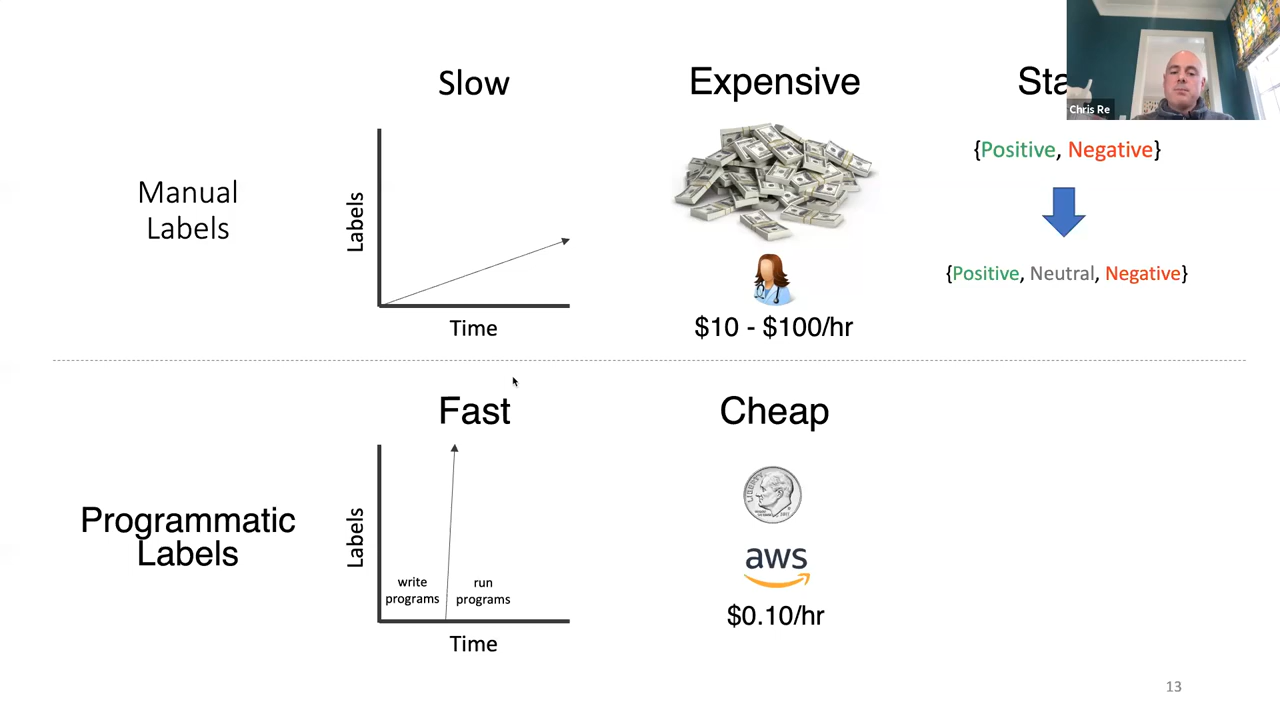 Slow
Expensive
Sta
Chris Re
{Positive, Negative}
Manual
Labels
Labels
Time
$10 - $100/hr
{Positive, Neutral, Negative}
Fast
Cheap
Programmatic
Labels
Labels
write
programs
run
programs
Time
LIBERTY
aws
$0.10/hr
13